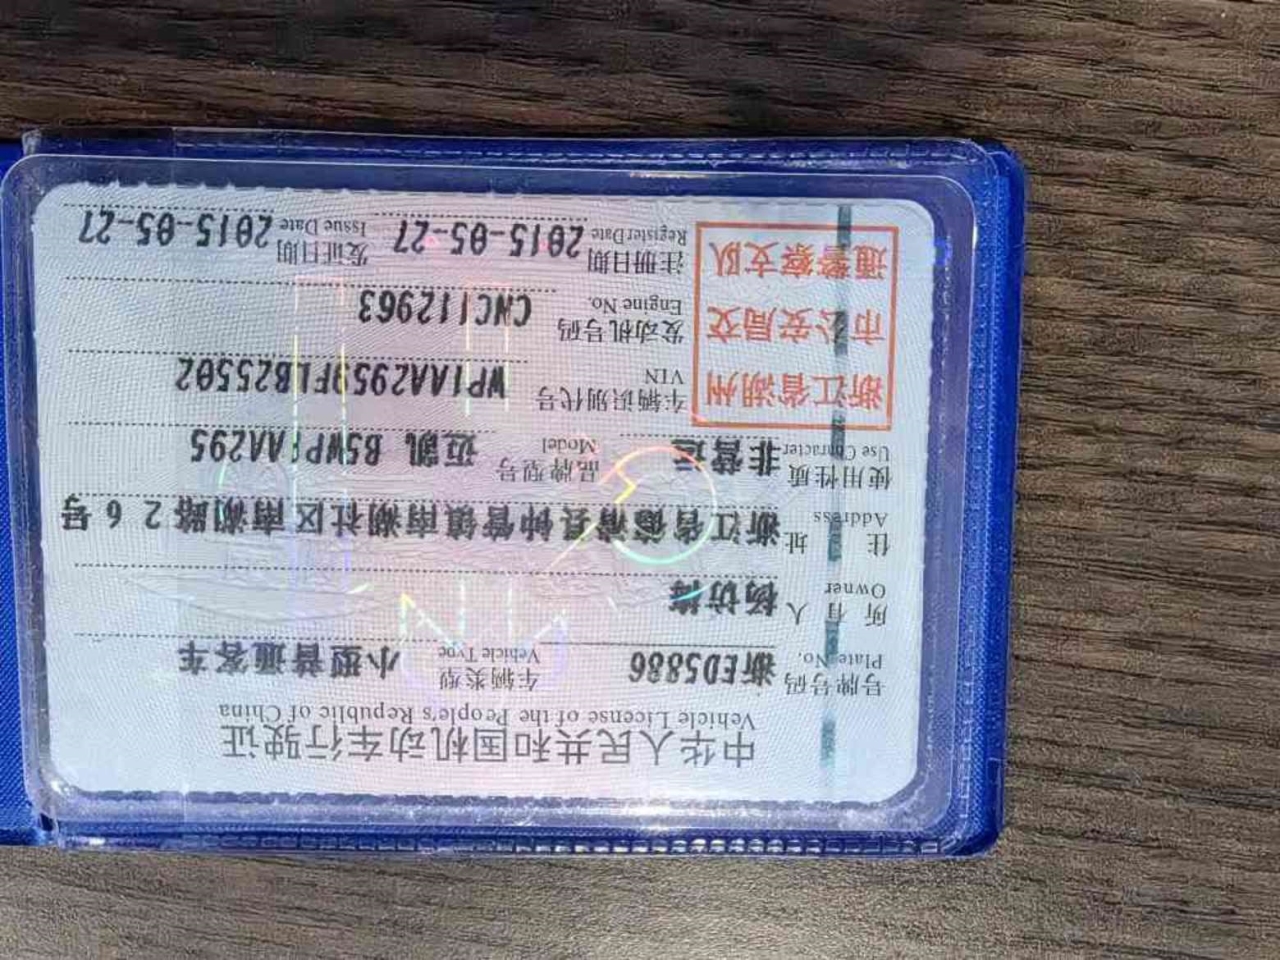 中华人民共和国机动车行驶证
Vehicle License of the People's Republic of China
号牌号码 Plate No. 浙ED5886 车辆类型 Vehicle Type 小型普通客车
所有人 Owner 杨访梅
住址 Address 浙江省德清县钟管镇南湖社区南湖路26号
使用性质 Use Character 非营运 品牌型号 Model 迈凯 B5WP1AA295
浙江省湖州
市公安局交
通警察支队
车辆识别代号 VIN WP1AA2959FLB25502
发动机号码 Engine No. CNC112963
注册日期 Register Date 2015-05-27 发证日期 Issue Date 2015-05-27